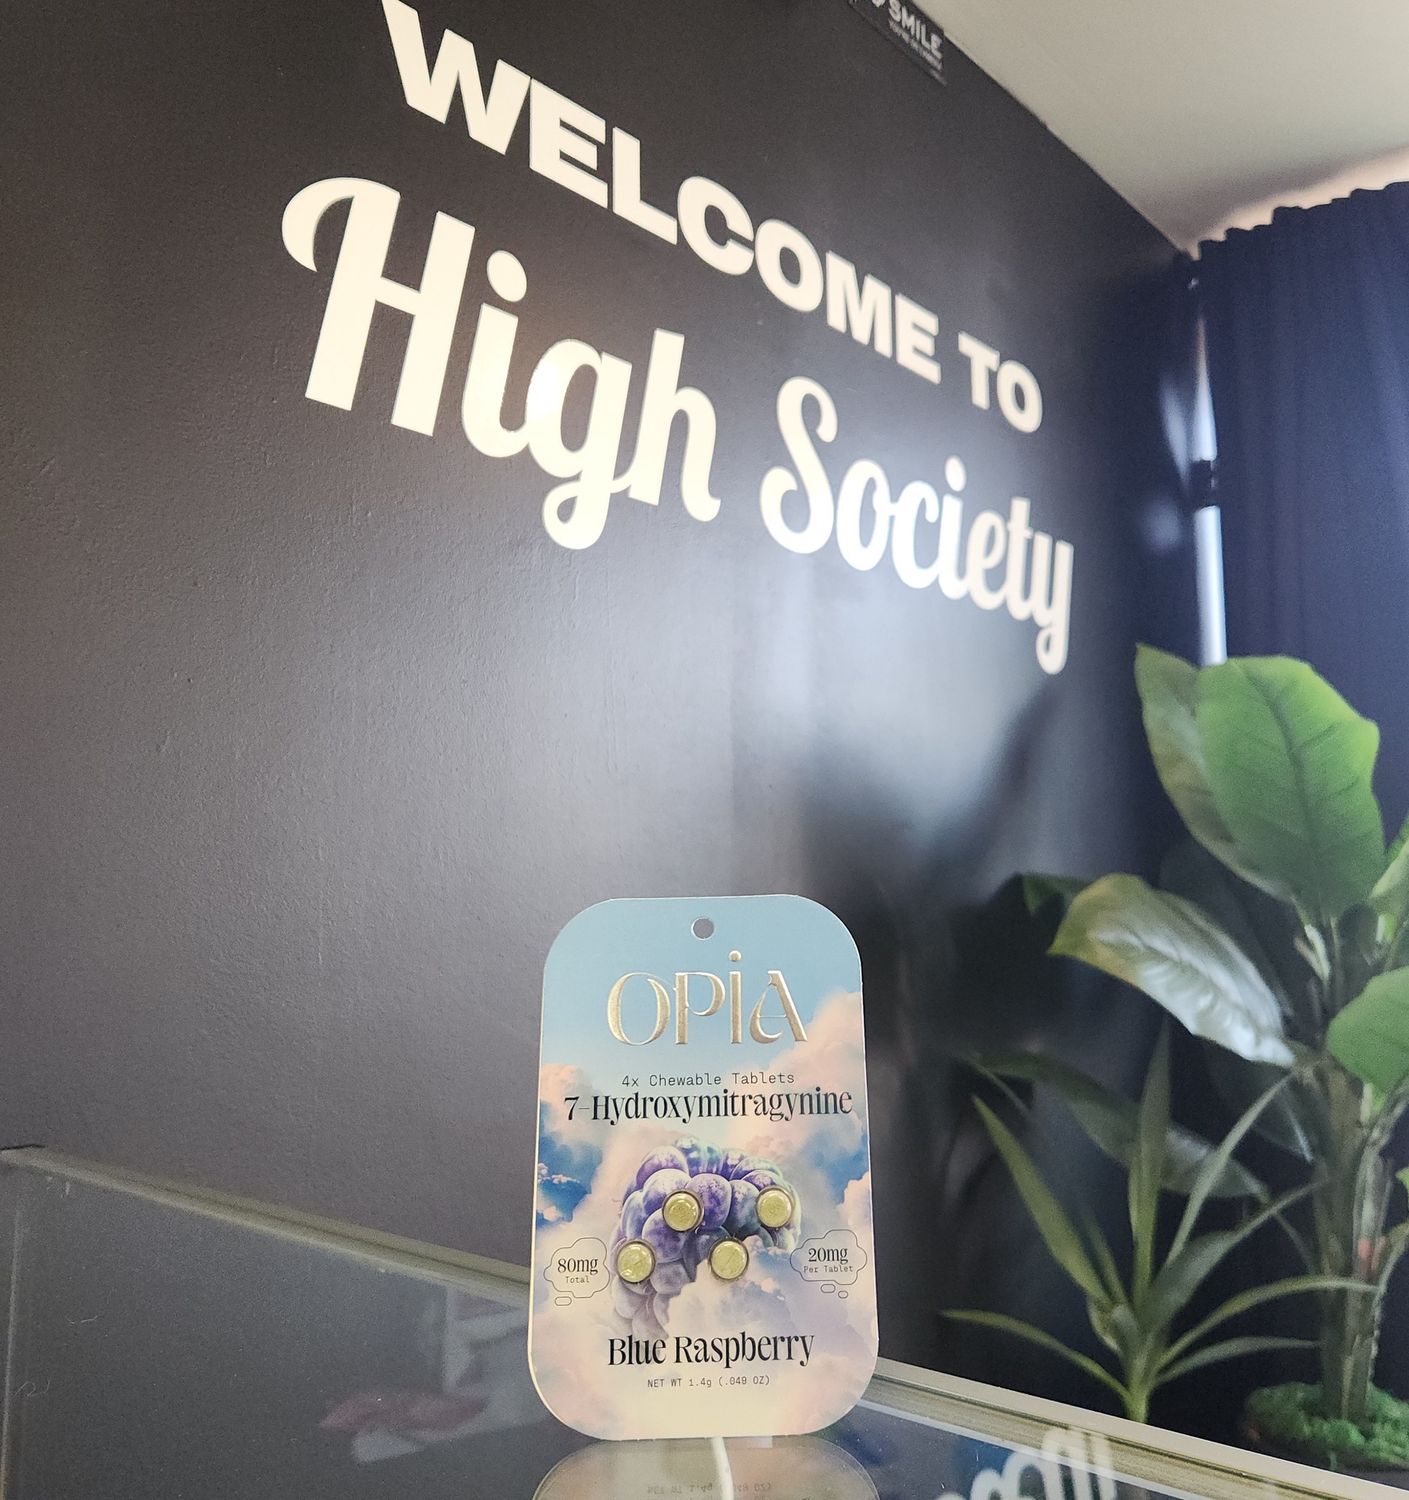 SMILE
WELCOME TO
High Society
OPiA
4x Chewable Tablets
7-Hydroxymitragynine
80mg
Total
20mg
Per Tablet
Blue Raspberry
NET WT 1.4g (.049 OZ)